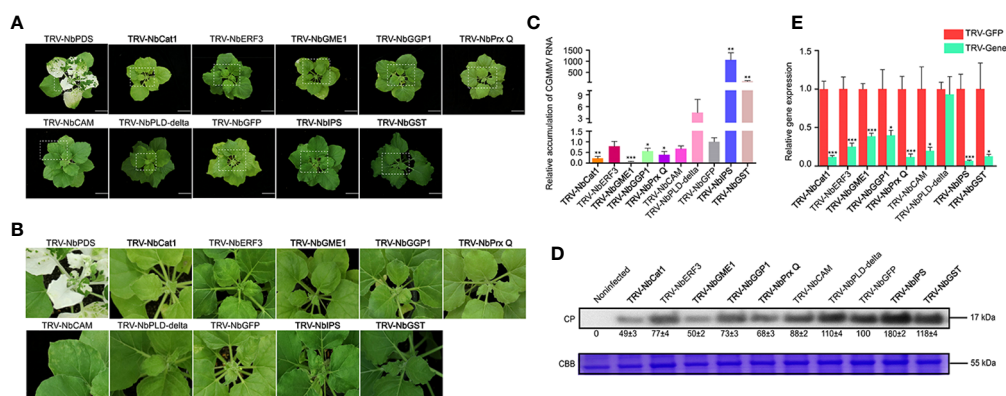 A
TRV-NbPDS TRV-NbCat1 TRV-NbERF3 TRV-NbGME1 TRV-NbGGP1 TRV-NbPrx Q
TRV-NbCAM TRV-NbPLD-delta TRV-NbGFP TRV-NbIPS TRV-NbGST
B
TRV-NbPDS TRV-NbCat1 TRV-NbERF3 TRV-NbGME1 TRV-NbGGP1 TRV-NbPrx Q
TRV-NbCAM TRV-NbPLD-delta TRV-NbGFP TRV-NbIPS TRV-NbGST
C
Relative accumulation of CGMMV RNA
1500
1000
500
9
6
3
1.0
0.5
0.0
** *** * * ** **
TRV-NbCat1
TRV-NbERF3
TRV-NbGME1
TRV-NbGGP1
TRV-NbPrx Q
TRV-NbCAM
TRV-NbPLD-delta
TRV-NbGFP
TRV-NbIPS
TRV-NbGST
E
TRV-GFP
TRV-Gene
Relative gene expression
1.5
1.0
0.5
0.0
*** *** *** * *** * *** *
TRV-NbCat1
TRV-NbERF3
TRV-NbGME1
TRV-NbGGP1
TRV-NbPrx Q
TRV-NbCAM
TRV-NbPLD-delta
TRV-NbIPS
TRV-NbGST
D
Noninfected
TRV-NbCat1
TRV-NbERF3
TRV-NbGME1
TRV-NbGGP1
TRV-NbPrx Q
TRV-NbCAM
TRV-NbPLD-delta
TRV-NbGFP
TRV-NbIPS
TRV-NbGST
CP 17 kDa
0 49±3 77±4 50±2 73±3 68±3 88±2 110±4 100 180±2 118±4
CBB 55 kDa